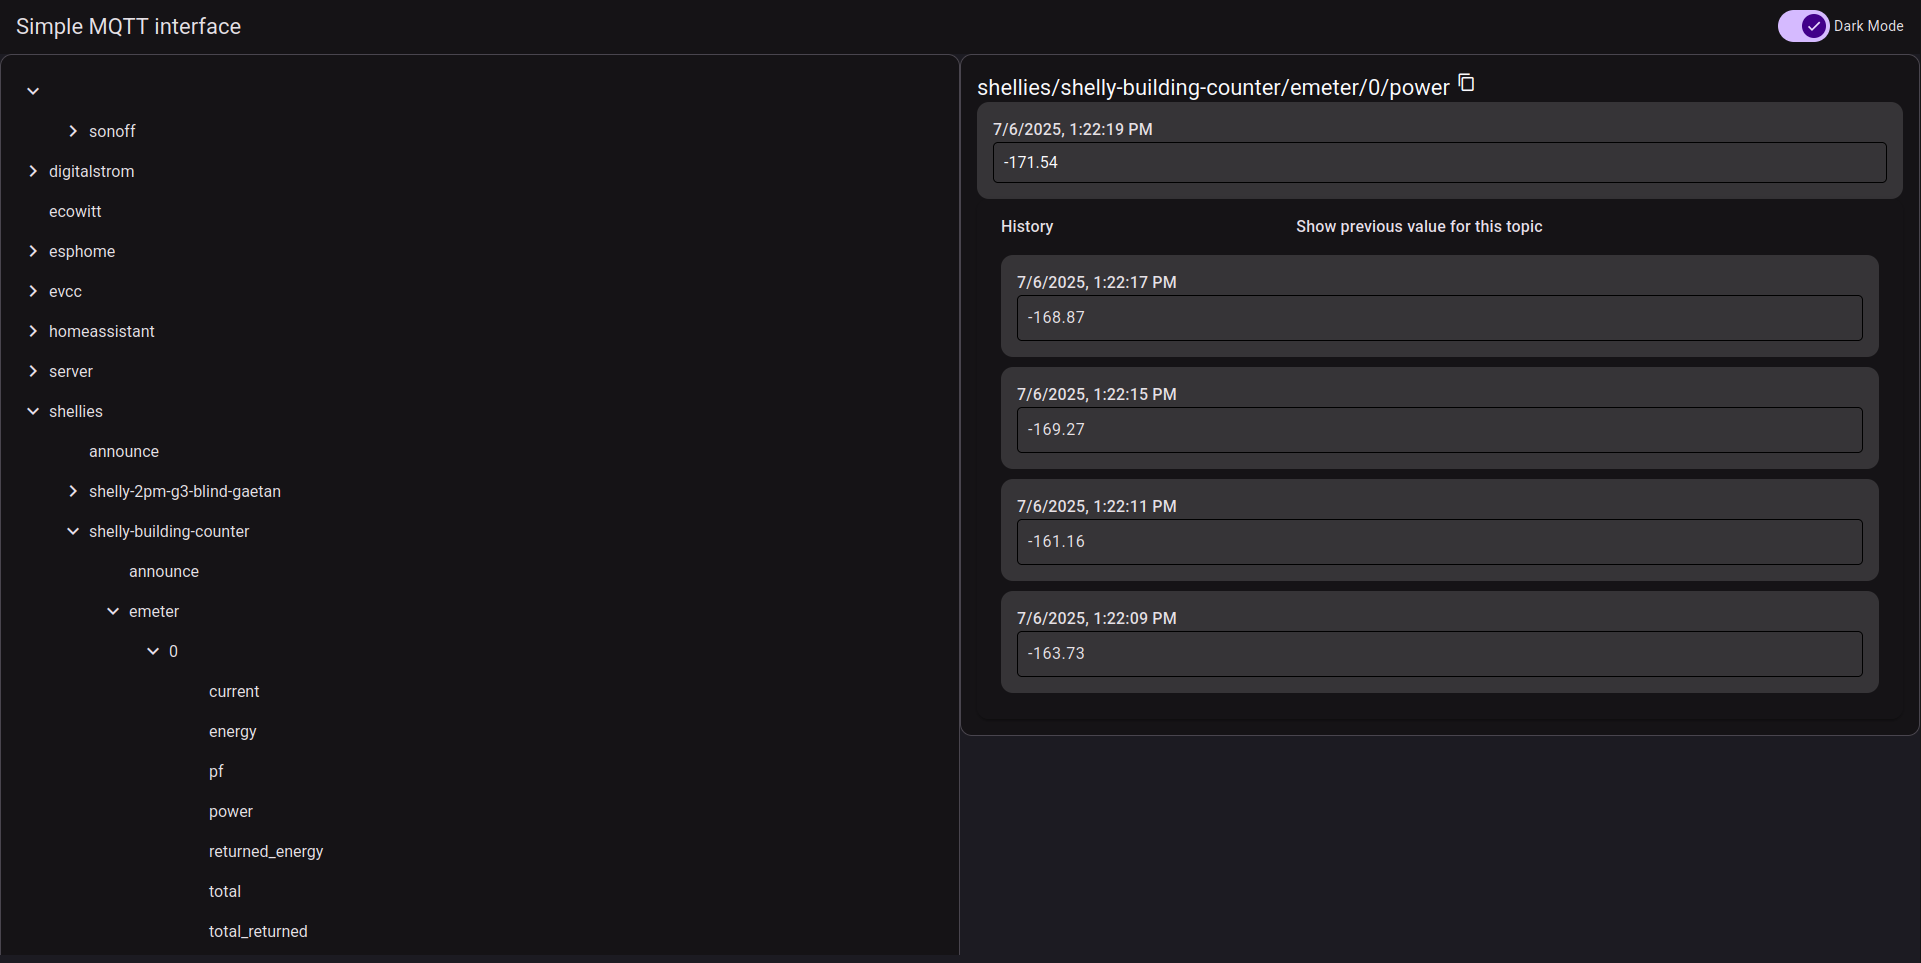 Simple MQTT interface
Dark Mode
sonoff
digitalstrom
ecowitt
esphome
evcc
homeassistant
server
shellies
announce
shelly-2pm-g3-blind-gaetan
shelly-building-counter
announce
emeter
0
current
energy
pf
power
returned_energy
total
total_returned
shellies/shelly-building-counter/emeter/0/power
7/6/2025, 1:22:19 PM
-171.54
History Show previous value for this topic
7/6/2025, 1:22:17 PM
-168.87
7/6/2025, 1:22:15 PM
-169.27
7/6/2025, 1:22:11 PM
-161.16
7/6/2025, 1:22:09 PM
-163.73